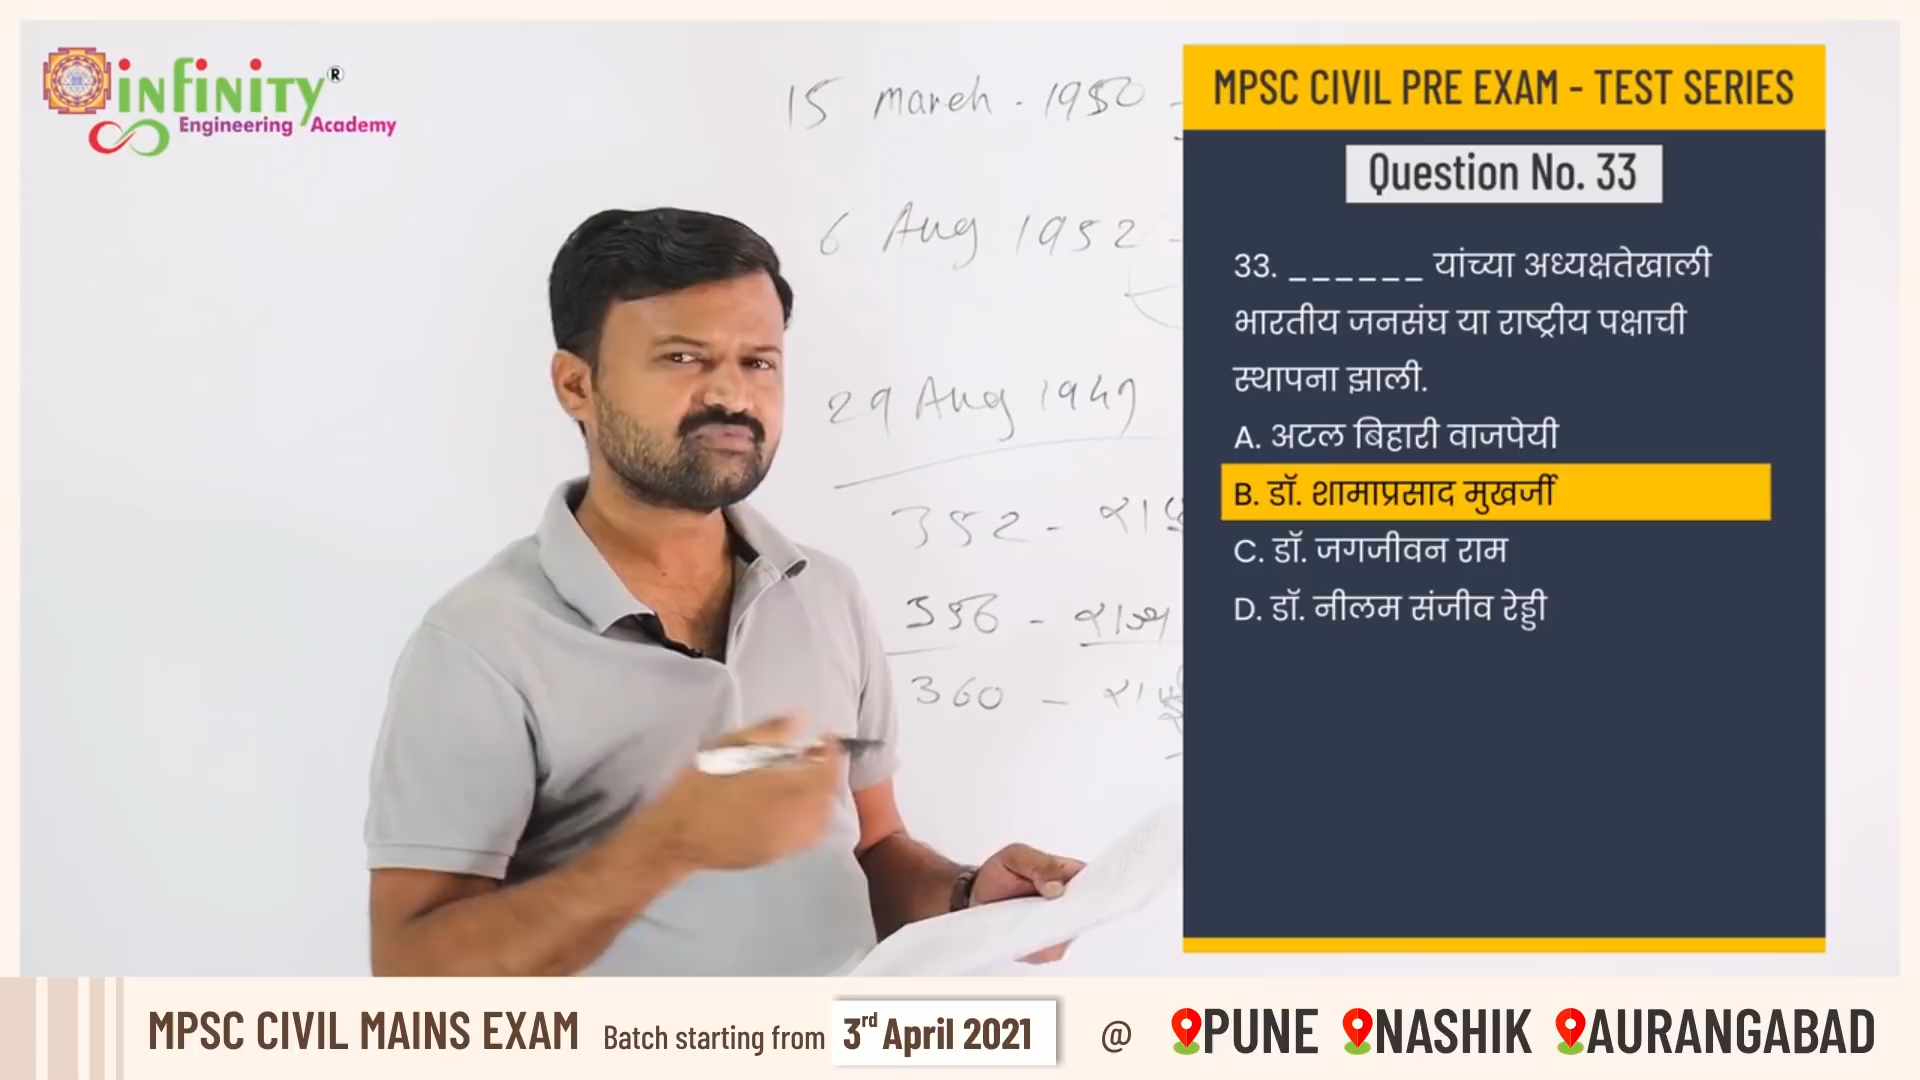 infinity®
Engineering Academy
15 march - 1950 -
6 Aug 1952 -
29 Aug 1947
352 -
356 - राज्य
360 -
MPSC CIVIL PRE EXAM - TEST SERIES
Question No. 33
33. ______ यांच्या अध्यक्षतेखाली
भारतीय जनसंघ या राष्ट्रीय पक्षाची
स्थापना झाली.
A. अटल बिहारी वाजपेयी
B. डॉ. शामाप्रसाद मुखर्जी
C. डॉ. जगजीवन राम
D. डॉ. नीलम संजीव रेड्डी
MPSC CIVIL MAINS EXAM Batch starting from 3rd April 2021 @ PUNE NASHIK AURANGABAD